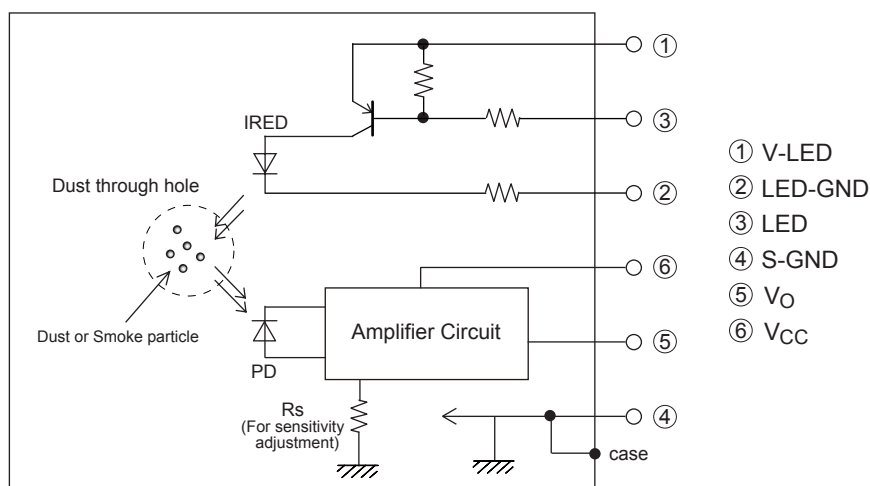 ①
③
IRED
① V-LED
② LED-GND
③ LED
④ S-GND
⑤ VO
⑥ VCC
Dust through hole
②
⑥
Amplifier Circuit
⑤
Dust or Smoke particle
PD
Rs
(For sensitivity
adjustment)
④
case